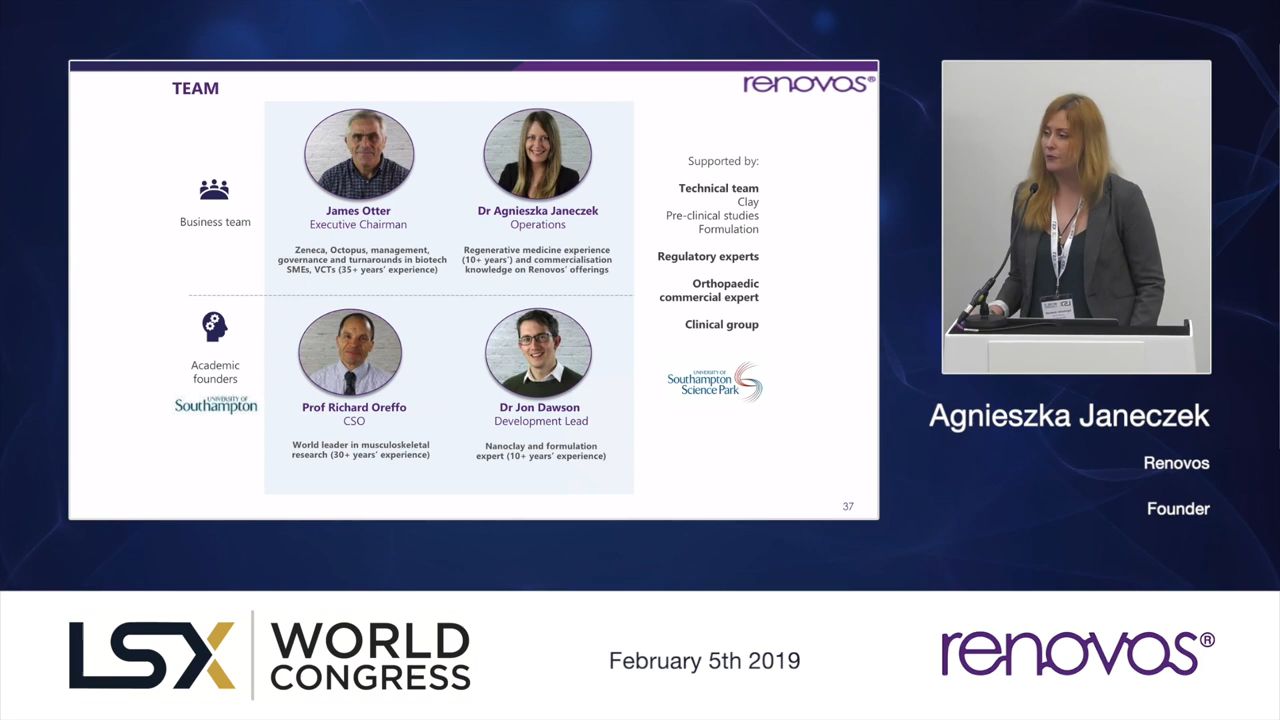 TEAM
renovos®
Business team
James Otter
Executive Chairman
Zeneca, Octopus, management,
governance and turnarounds in biotech
SMEs, VCTs (35+ years' experience)
Dr Agnieszka Janeczek
Operations
Regenerative medicine experience
(10+ years') and commercialisation
knowledge on Renovos' offerings
Academic
founders
UNIVERSITY OF
Southampton
Prof Richard Oreffo
CSO
World leader in musculoskeletal
research (30+ years' experience)
Dr Jon Dawson
Development Lead
Nanoclay and formulation
expert (10+ years' experience)
Supported by:
Technical team
Clay
Pre-clinical studies
Formulation
Regulatory experts
Orthopaedic
commercial expert
Clinical group
UNIVERSITY OF
Southampton
Science Park
37
Agnieszka Janeczek
Renovos
Founder
LSX
WORLD
CONGRESS
February 5th 2019
renovos®